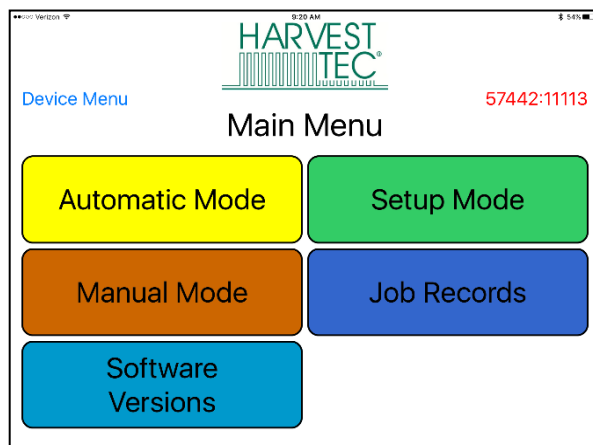 Verizon
9:20 AM
54%
HARVEST
TEC®
Device Menu
57442:11113
Main Menu
Automatic Mode
Setup Mode
Manual Mode
Job Records
Software
Versions